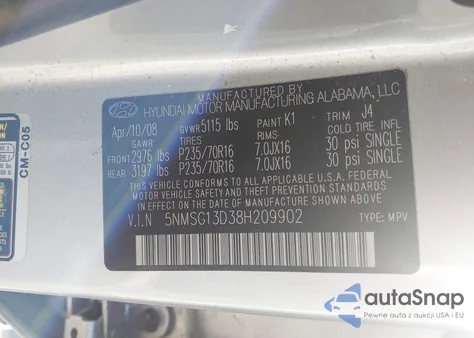 MANUFACTURED BY
HYUNDAI MOTOR MANUFACTURING ALABAMA, LLC
Apr/10/08 GVWR 5115 lbs PAINT K1 TRIM J4
GAWR TIRES RIMS: COLD TIRE INFL.
FRONT 2976 lbs P235/70R16 7.0JX16 30 psi SINGLE
REAR 3197 lbs P235/70R16 7.0JX16 30 psi SINGLE
THIS VEHICLE CONFORMS TO ALL APPLICABLE U.S.A. FEDERAL
MOTOR VEHICLE SAFETY AND THEFT PREVENTION STANDARDS
IN EFFECT ON THE DATE OF MANUFACTURE SHOWN ABOVE.
V.I.N 5NMSG13D38H209902 TYPE: MPV
CM-C05
autoSnap
Pewne auta z aukcji USA i EU